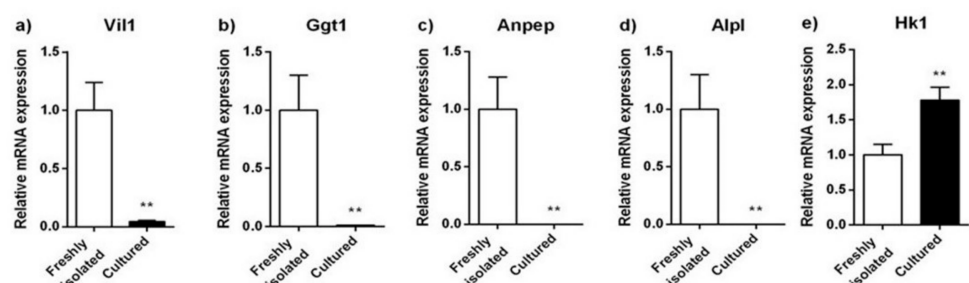 a) Vil1
Relative mRNA expression
1.5
1.0
0.5
0.0
**
Freshly
isolated
Cultured
b) Ggt1
Relative mRNA expression
1.5
1.0
0.5
0.0
**
Freshly
isolated
Cultured
c) Anpep
Relative mRNA expression
1.5
1.0
0.5
0.0
**
Freshly
isolated
Cultured
d) Alpl
Relative mRNA expression
1.5
1.0
0.5
0.0
**
Freshly
isolated
Cultured
e) Hk1
Relative mRNA expression
2.5
2.0
1.5
1.0
0.5
0.0
**
Freshly
isolated
Cultured